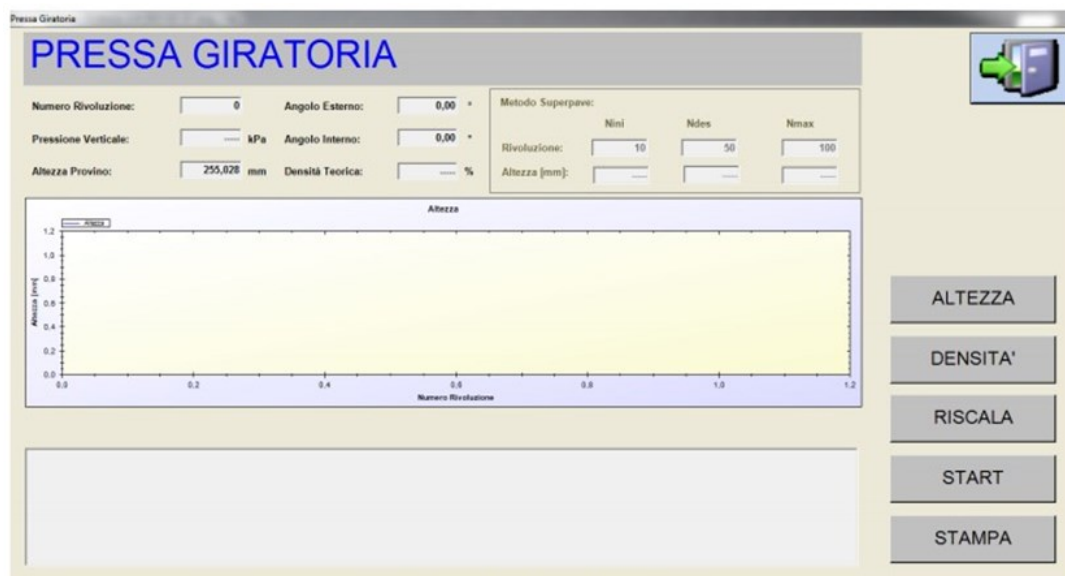 Pressa Giratoria
PRESSA GIRATORIA
Numero Rivoluzione: 0 Angolo Esterno: 0,00 °
Pressione Verticale: ---- kPa Angolo Interno: 0,00 °
Altezza Provino: 255,028 mm Densità Teorica: ---- %
Metodo Superpave:
Nini Ndes Nmax
Rivoluzione: 10 50 100
Altezza [mm]: ---- ---- ----
Altezza
Altezza
1,2
1,0
0,8
0,6
0,4
0,2
0,0
Altezza [mm]
0,0 0,2 0,4 0,6 0,8 1,0 1,2
Numero Rivoluzione
ALTEZZA
DENSITA'
RISCALA
START
STAMPA